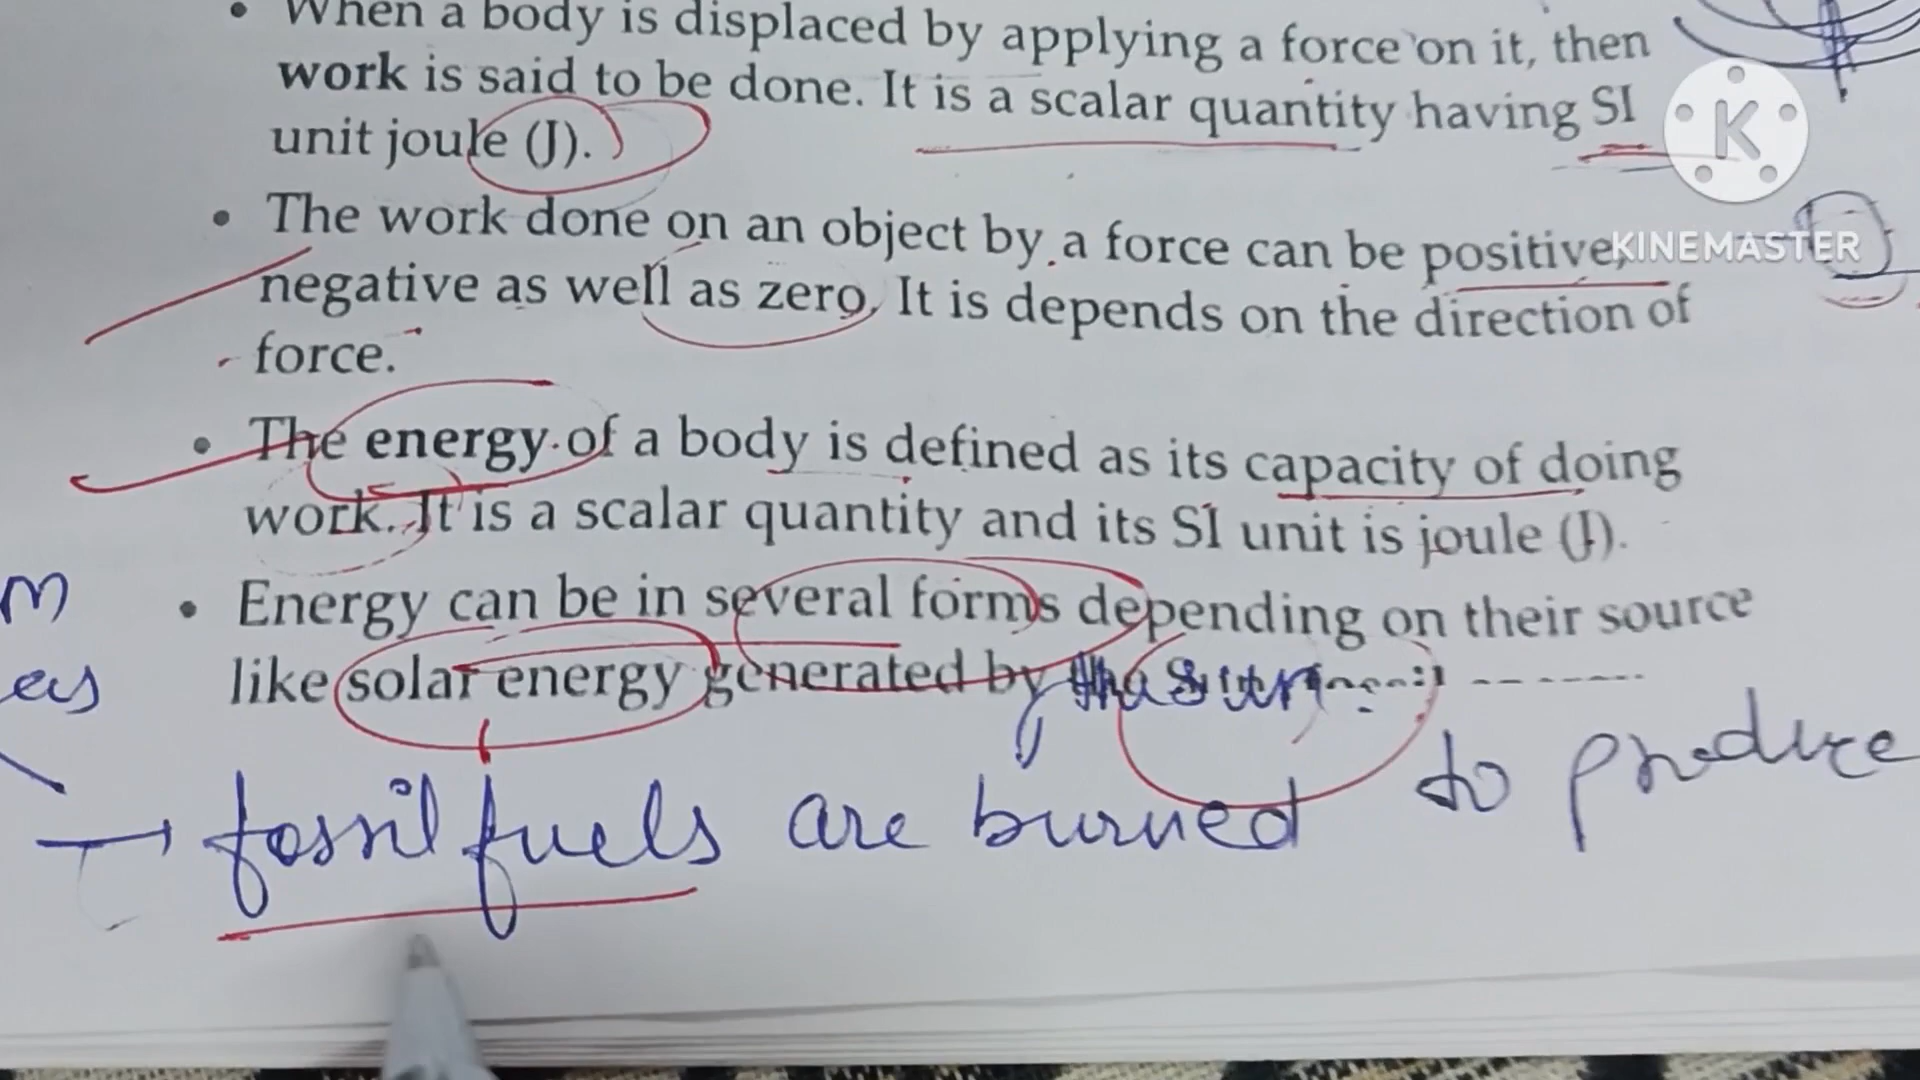 When a body is displaced by applying a force on it, then
work is said to be done. It is a scalar quantity having SI
unit joule (J).
K
KINEMASTER
The work done on an object by a force can be positive,
negative as well as zero. It is depends on the direction of
force.
The energy of a body is defined as its capacity of doing
work. It is a scalar quantity and its SI unit is joule (J).
Energy can be in several forms depending on their source
like solar energy generated by the sun
fossil fuels are burned to produce